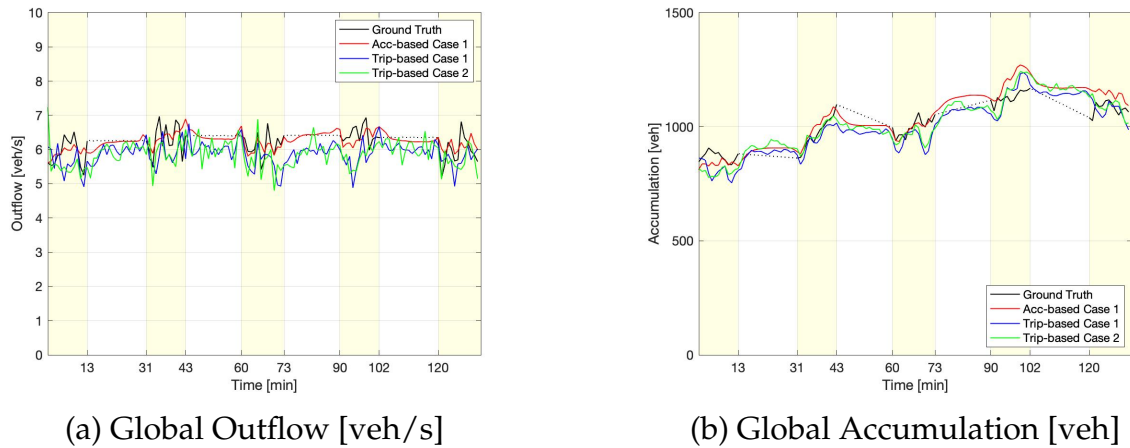 10
9
8
7
6
5
4
3
2
1
0
Outflow [veh/s]
13 31 43 60 73 90 102 120
Time [min]
Ground Truth
Acc-based Case 1
Trip-based Case 1
Trip-based Case 2
(a) Global Outflow [veh/s]
1500
1000
500
0
Accumulation [veh]
13 31 43 60 73 90 102 120
Time [min]
Ground Truth
Acc-based Case 1
Trip-based Case 1
Trip-based Case 2
(b) Global Accumulation [veh]